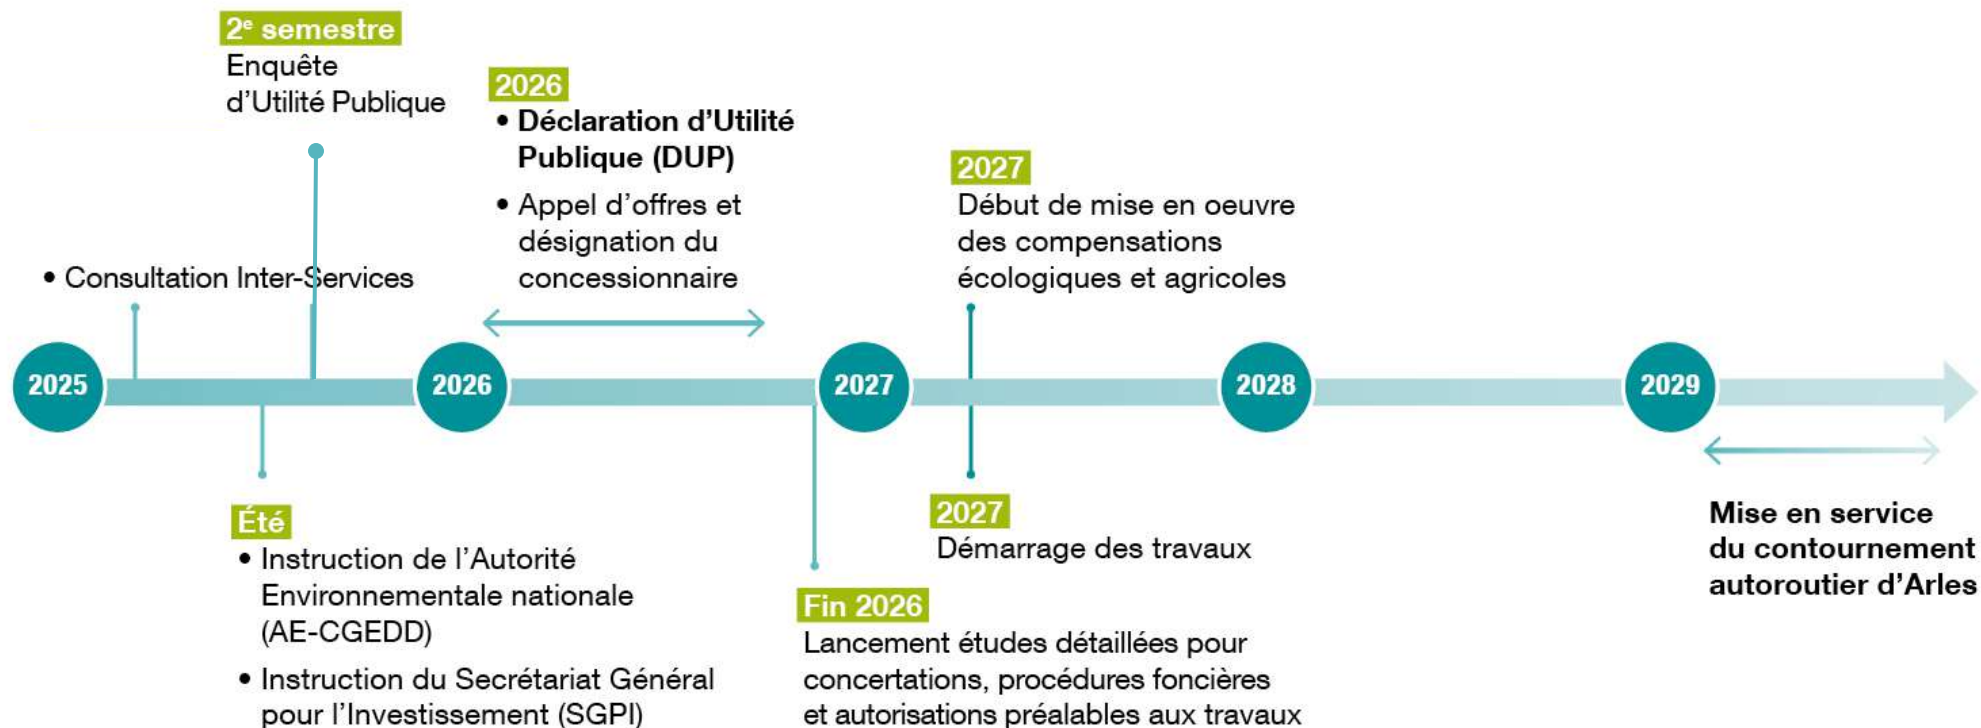 2e semestre
Enquête
d’Utilité Publique
2026
• Déclaration d’Utilité
Publique (DUP)
• Appel d’offres et
désignation du
concessionnaire
2027
Début de mise en oeuvre
des compensations
écologiques et agricoles
• Consultation Inter-Services
2025
2026
2027
2028
2029
Été
• Instruction de l’Autorité
Environnementale nationale
(AE-CGEDD)
• Instruction du Secrétariat Général
pour l’Investissement (SGPI)
Fin 2026
Lancement études détaillées pour
concertations, procédures foncières
et autorisations préalables aux travaux
2027
Démarrage des travaux
Mise en service
du contournement
autoroutier d’Arles